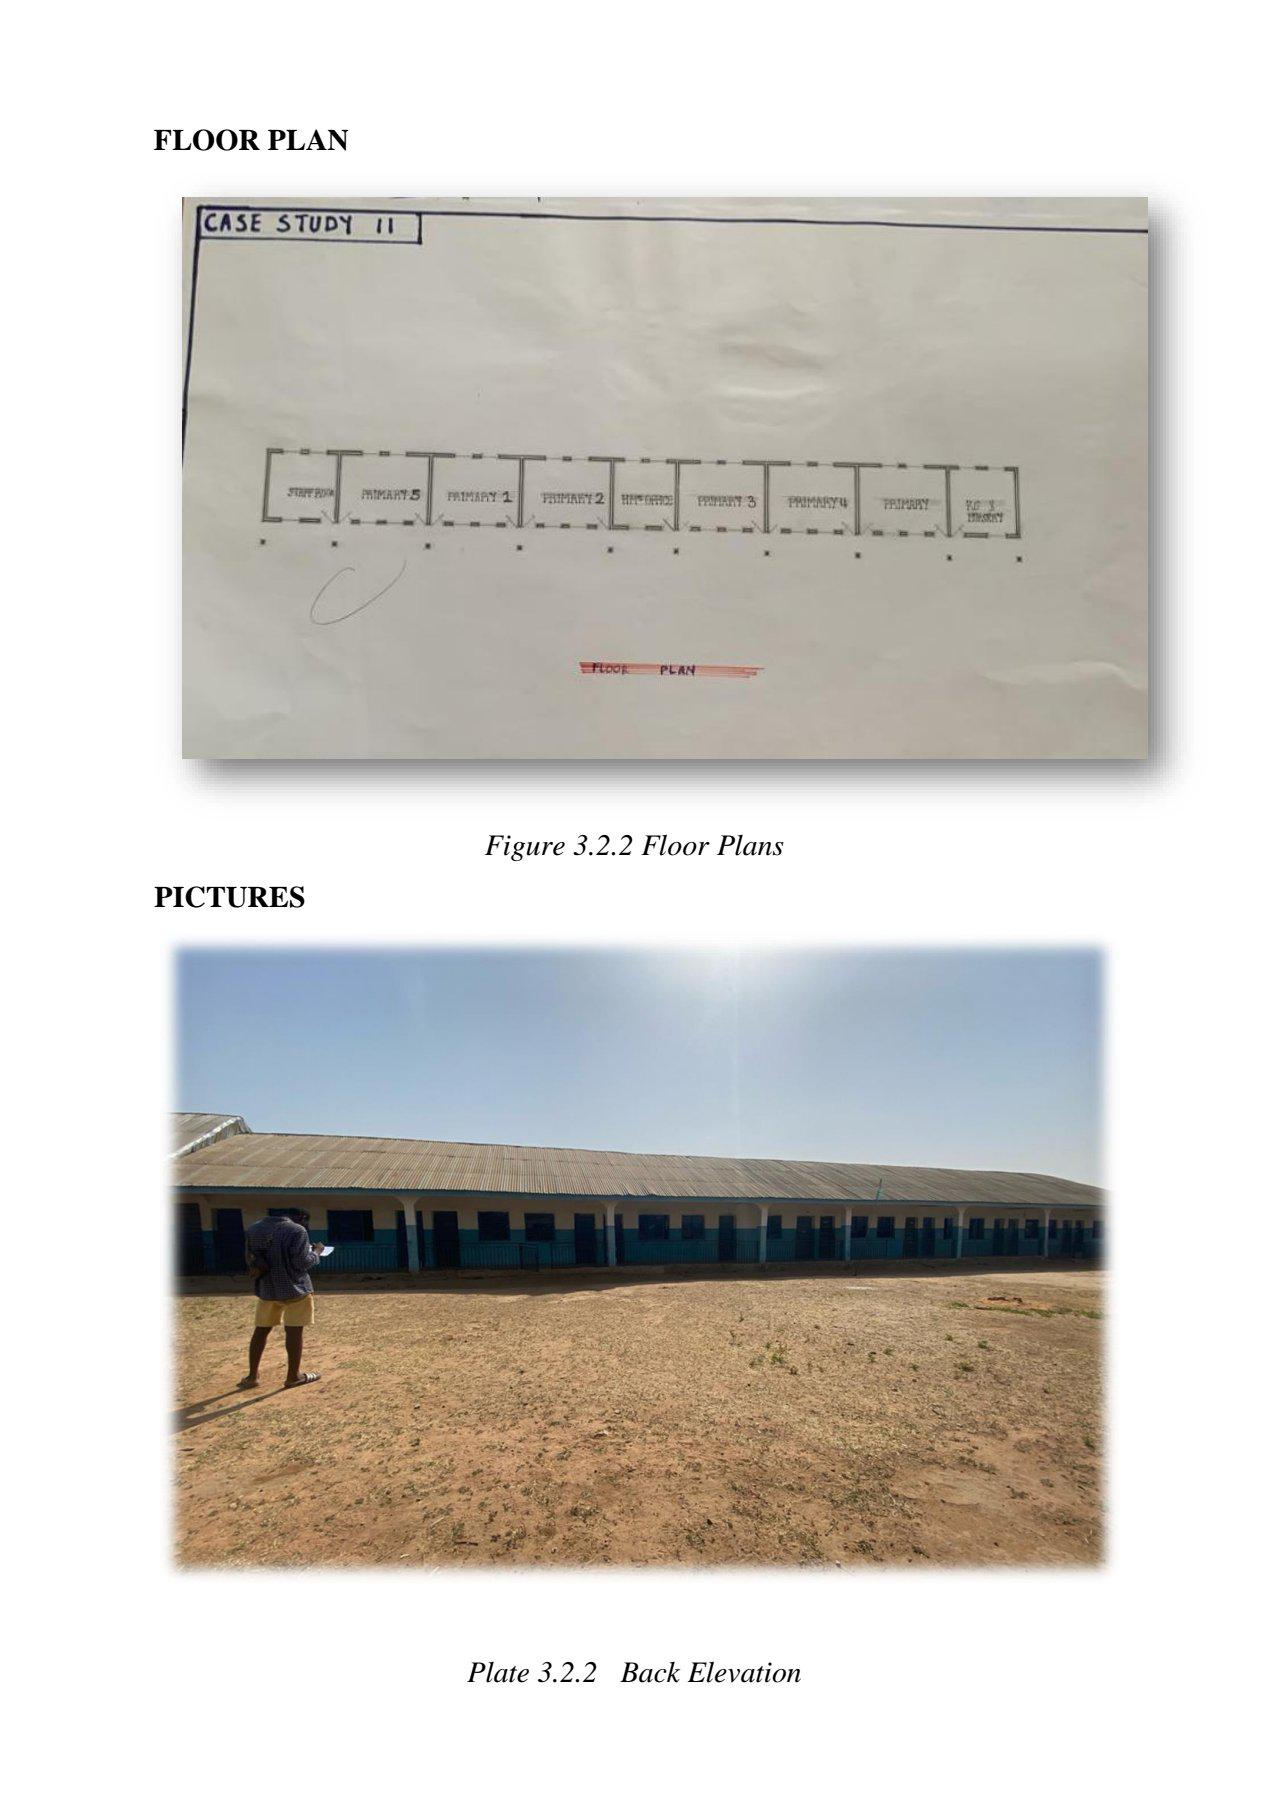 FLOOR PLAN
CASE STUDY II
STAFF ROOM
PRIMARY 5
PRIMARY 1
PRIMARY 2
HM'S OFFICE
PRIMARY 3
PRIMARY 4
PRIMARY
KG &
NURSERY
FLOOR PLAN
Figure 3.2.2 Floor Plans
PICTURES
Plate 3.2.2 Back Elevation